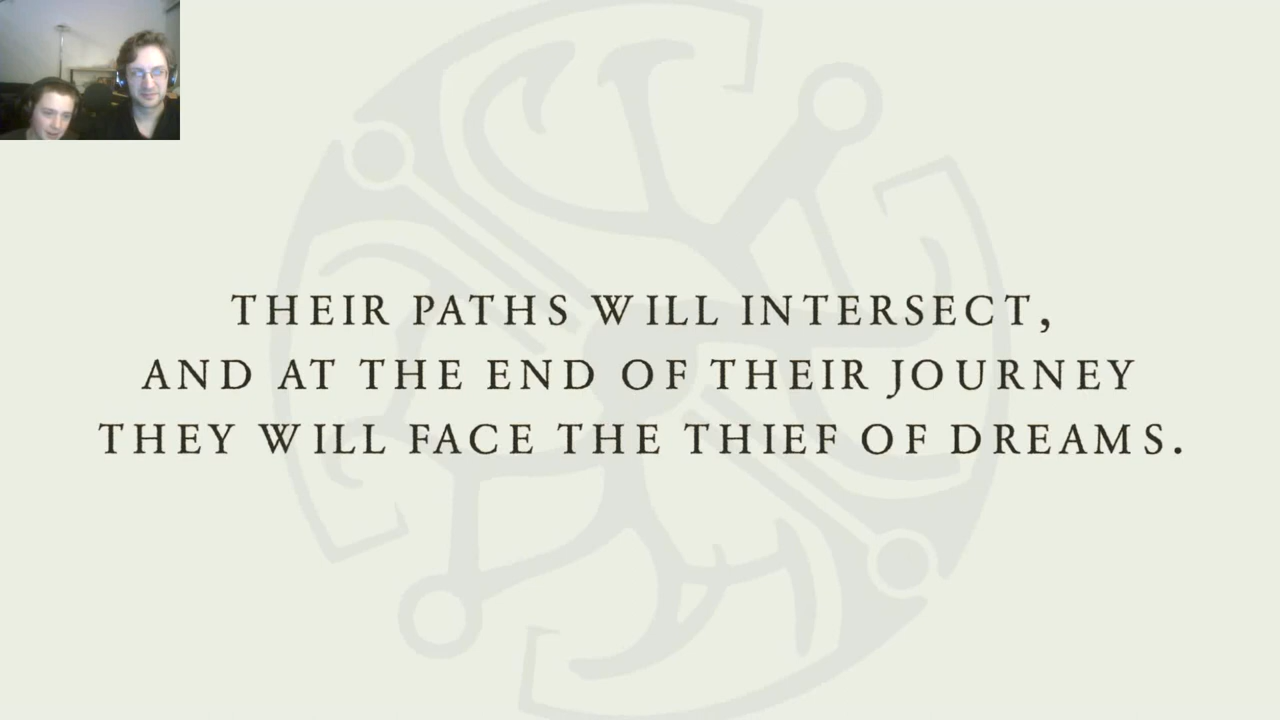 THEIR PATHS WILL INTERSECT,
AND AT THE END OF THEIR JOURNEY
THEY WILL FACE THE THIEF OF DREAMS.